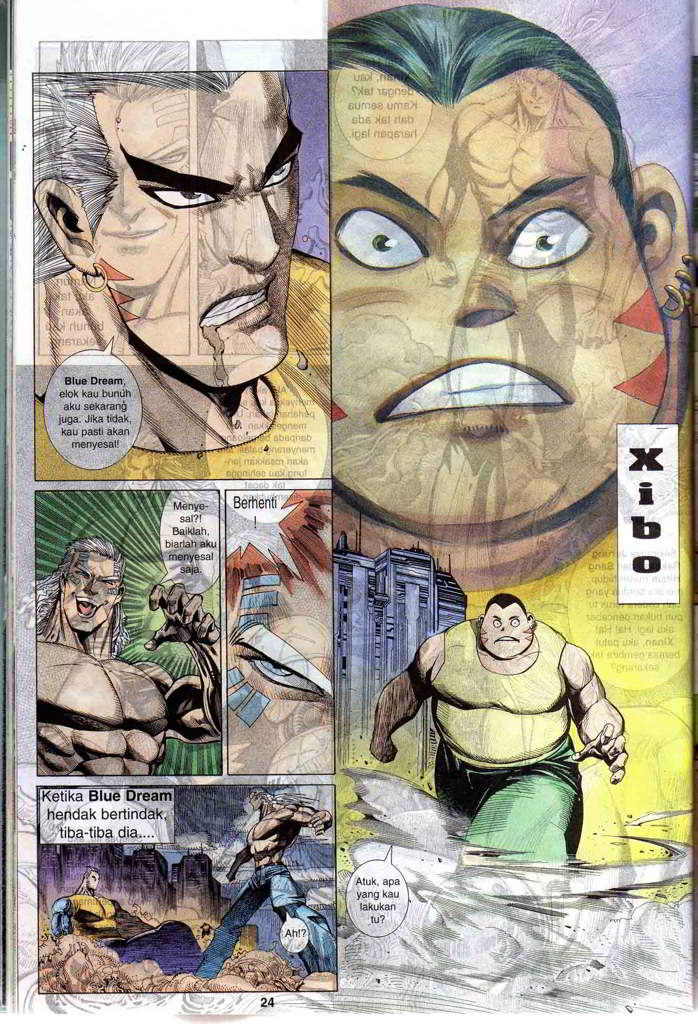 Blue Dream,
elok kau bunuh
aku sekarang
juga. Jika tidak,
kau pasti akan
menyesal!
Menye-
sal?!
Baiklah,
biarlah aku
menyesal
saja.
Berhenti
!
Ketika Blue Dream
hendak bertindak,
tiba-tiba dia....
Ah!?
Xibo
Atuk, apa
yang kau
lakukan
tu?
24